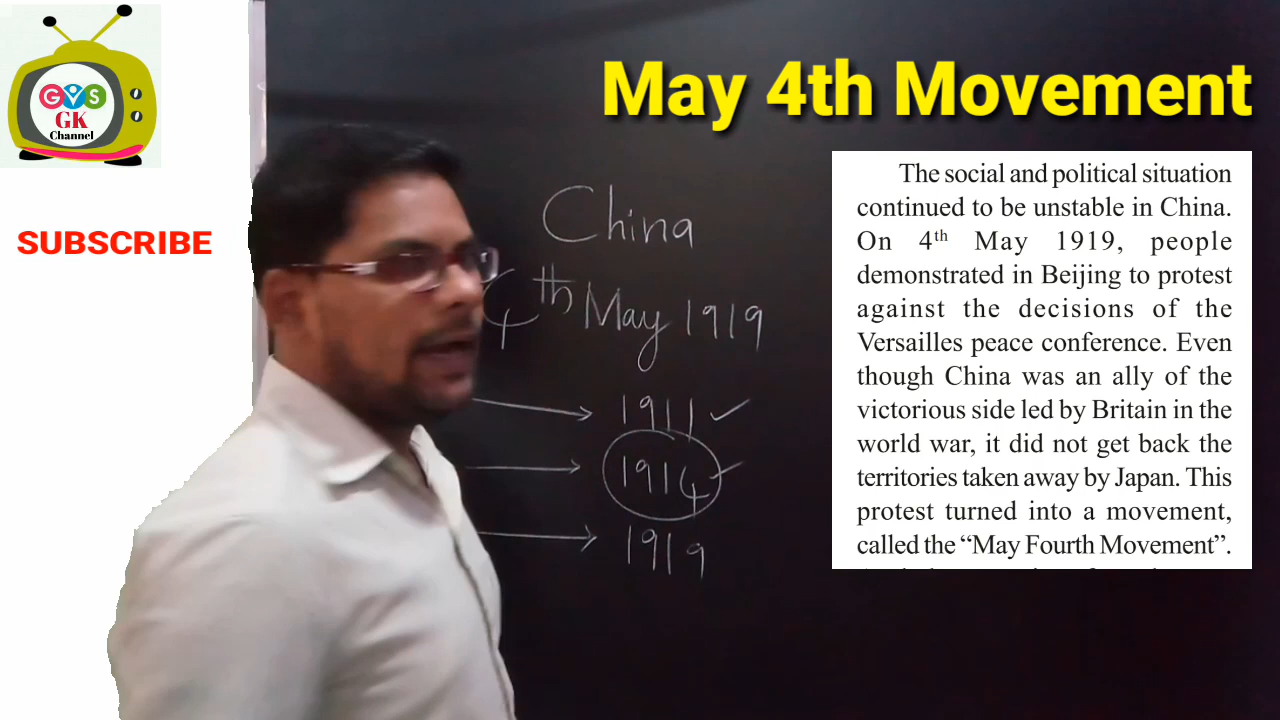 GVS
GK
Channel
SUBSCRIBE
May 4th Movement
China
4th May 1919
1911
1914
1919
The social and political situation
continued to be unstable in China.
On 4th May 1919, people
demonstrated in Beijing to protest
against the decisions of the
Versailles peace conference. Even
though China was an ally of the
victorious side led by Britain in the
world war, it did not get back the
territories taken away by Japan. This
protest turned into a movement,
called the “May Fourth Movement”.